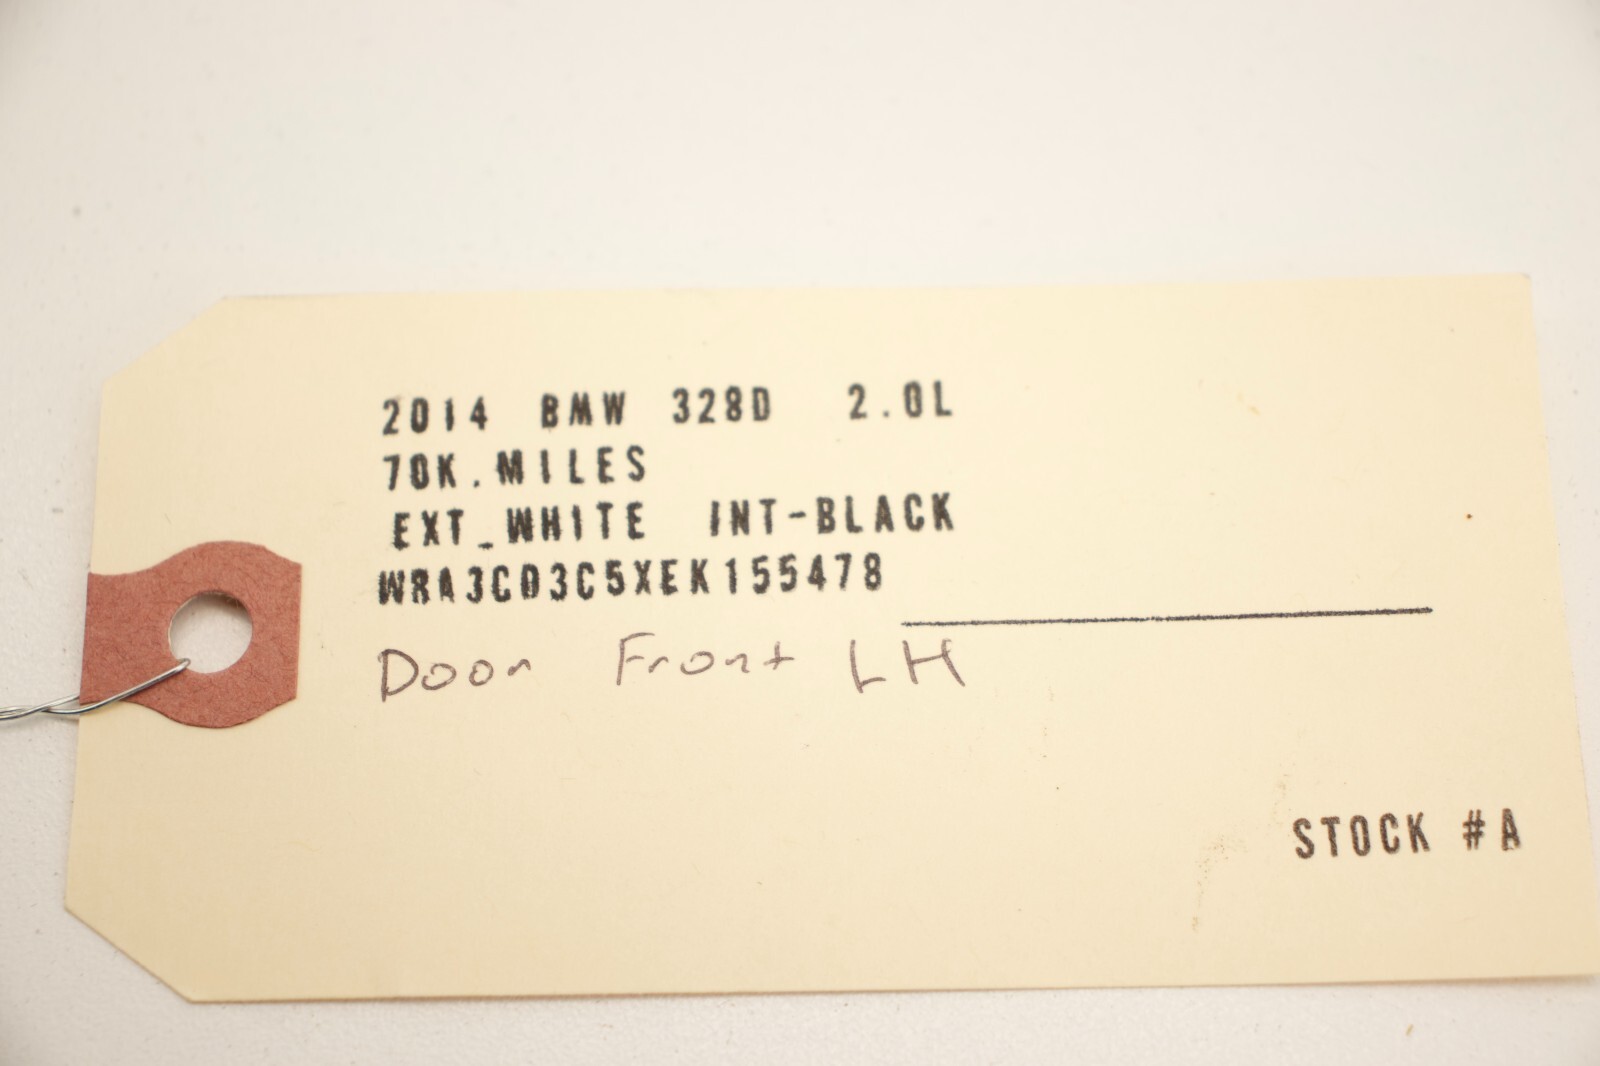 2014 BMW 328D 2.0L
70K.MILES
EXT_WHITE INT-BLACK
WBA3C03C5XEK155478
Door Front LH
STOCK #A